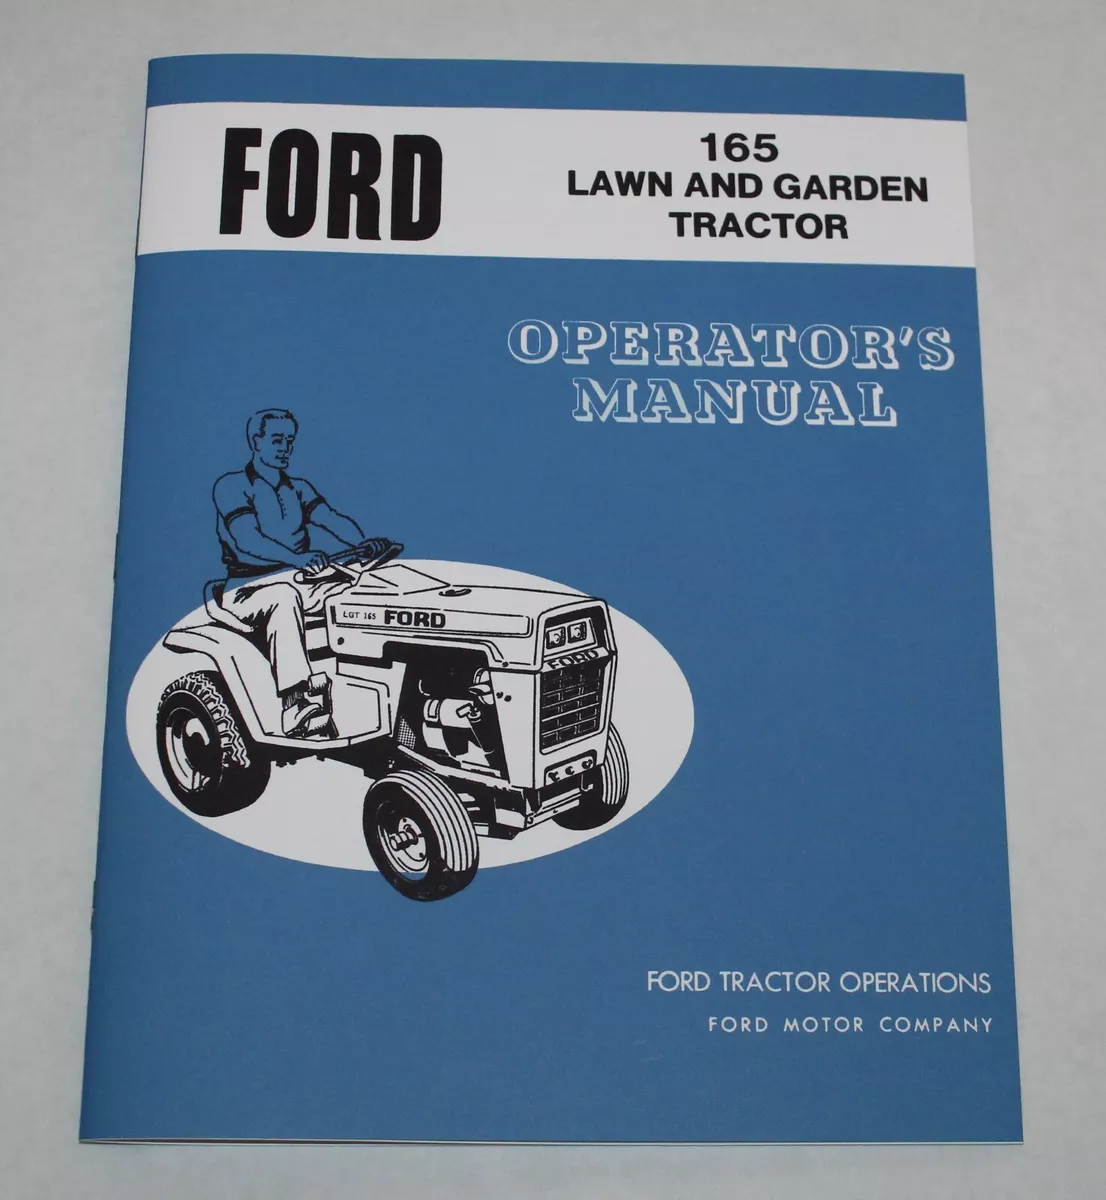 FORD
165
LAWN AND GARDEN
TRACTOR
OPERATOR'S
MANUAL
LGT 165 FORD
FORD
FORD TRACTOR OPERATIONS
FORD MOTOR COMPANY